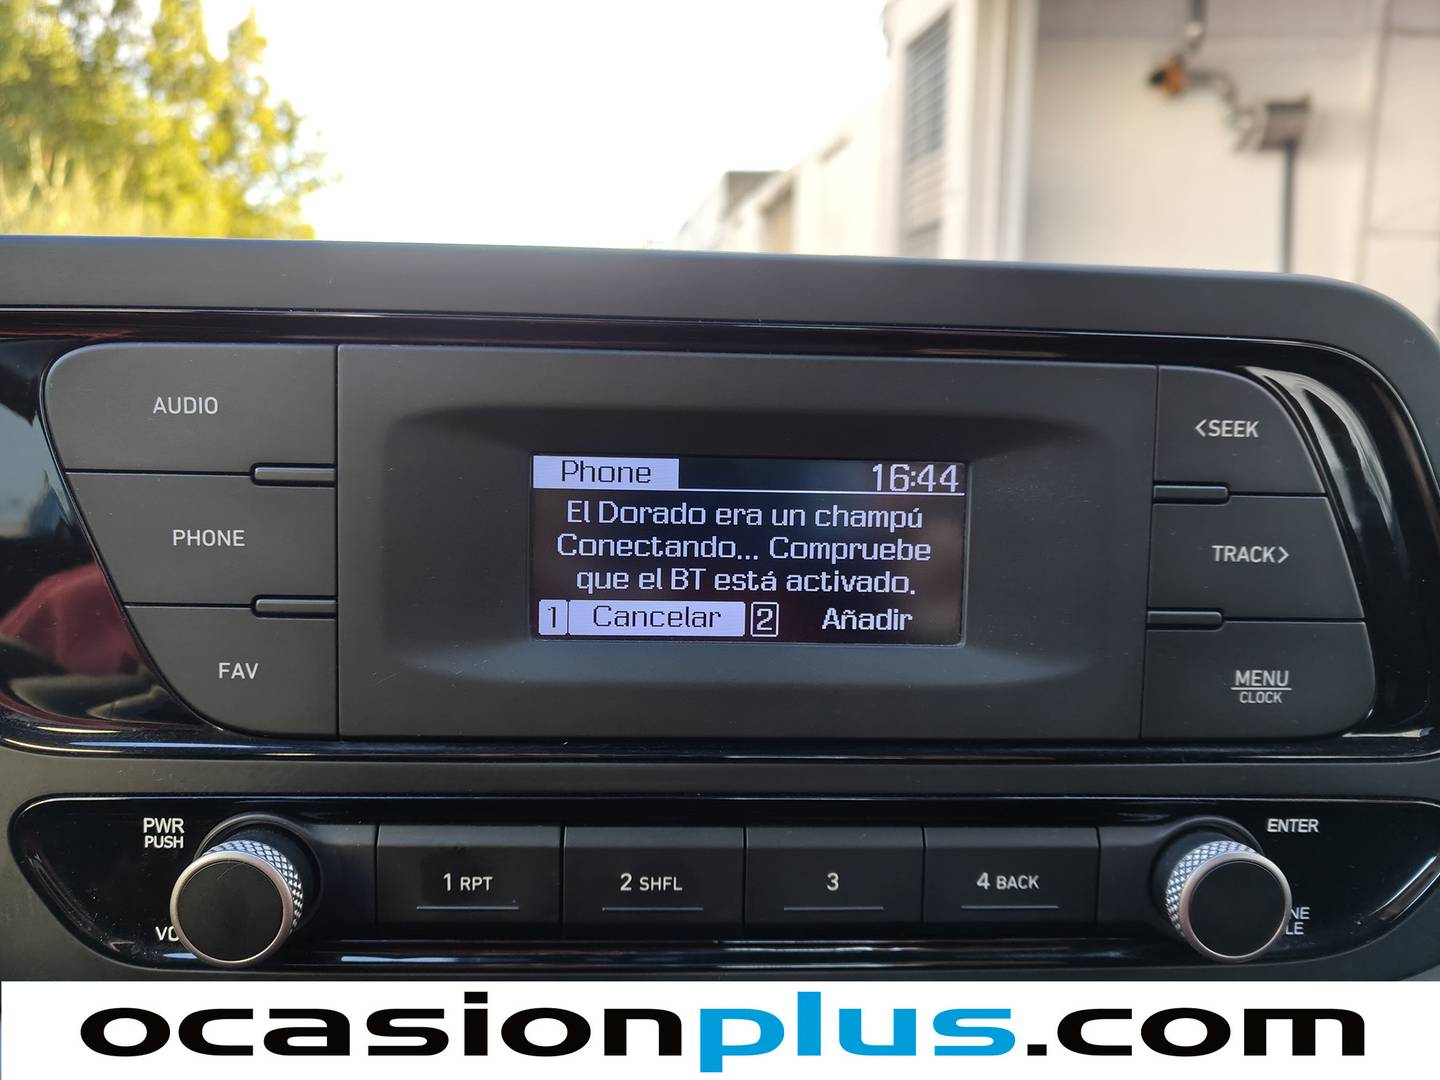 AUDIO
PHONE
FAV
Phone 16:44
El Dorado era un champú
Conectando... Compruebe
que el BT está activado.
1 Cancelar 2 Añadir
<SEEK
TRACK>
MENU
CLOCK
PWR
PUSH
1 RPT
2 SHFL
3
4 BACK
ENTER
ocasionplus.com